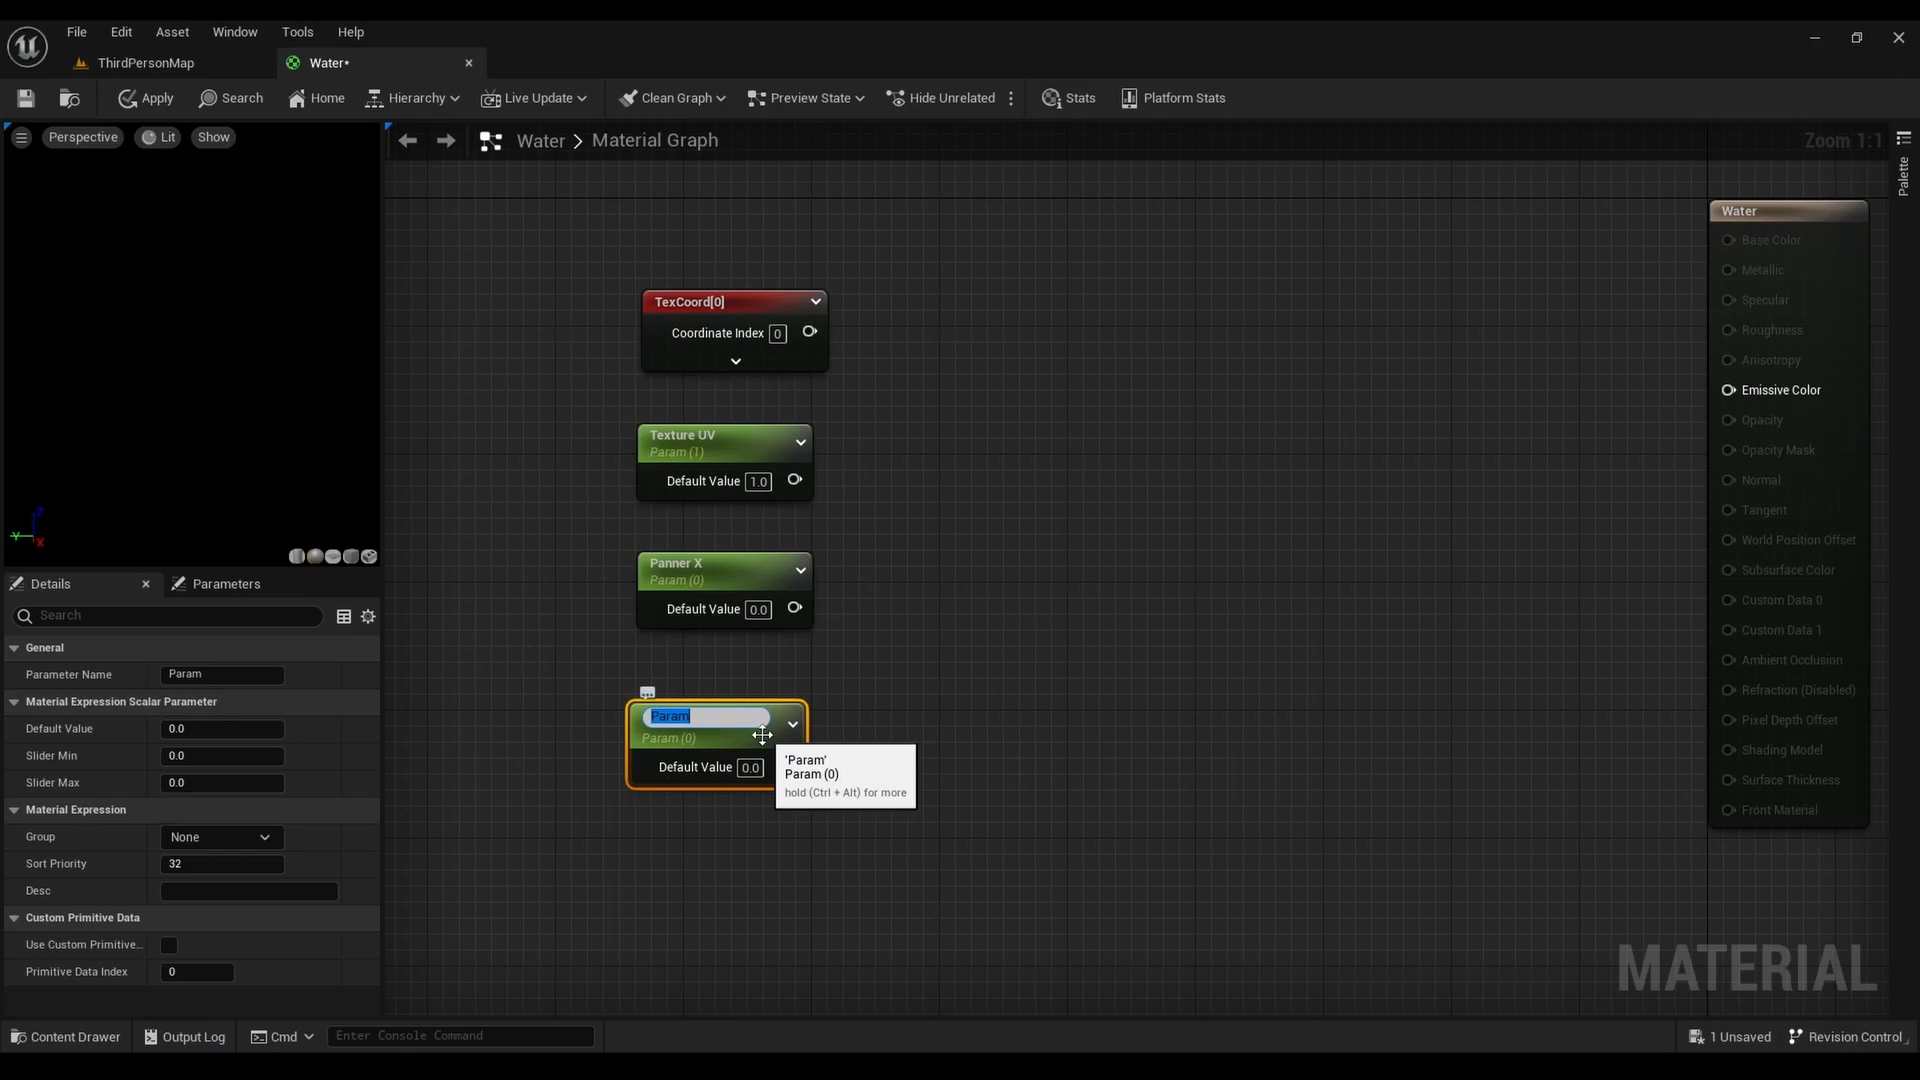 File Edit Asset Window Tools Help
ThirdPersonMap
Water•
Apply Search Home Hierarchy Live Update Clean Graph Preview State Hide Unrelated Stats Platform Stats
Perspective Lit Show
Water > Material Graph
Zoom 1:1
Palette
TexCoord[0]
Coordinate Index 0
Texture UV
Param (1)
Default Value 1.0
Panner X
Param (0)
Default Value 0.0
Param
Param (0)
Default Value 0.0
'Param'
Param (0)
hold (Ctrl + Alt) for more
Water
Base Color
Metallic
Specular
Roughness
Anisotropy
Emissive Color
Opacity
Opacity Mask
Normal
Tangent
World Position Offset
Subsurface Color
Custom Data 0
Custom Data 1
Ambient Occlusion
Refraction (Disabled)
Pixel Depth Offset
Shading Model
Surface Thickness
Front Material
MATERIAL
Z
Y
X
Details Parameters
Search
General
Parameter Name Param
Material Expression Scalar Parameter
Default Value 0.0
Slider Min 0.0
Slider Max 0.0
Material Expression
Group None
Sort Priority 32
Desc
Custom Primitive Data
Use Custom Primitive...
Primitive Data Index 0
Content Drawer Output Log Cmd Enter Console Command 1 Unsaved Revision Control